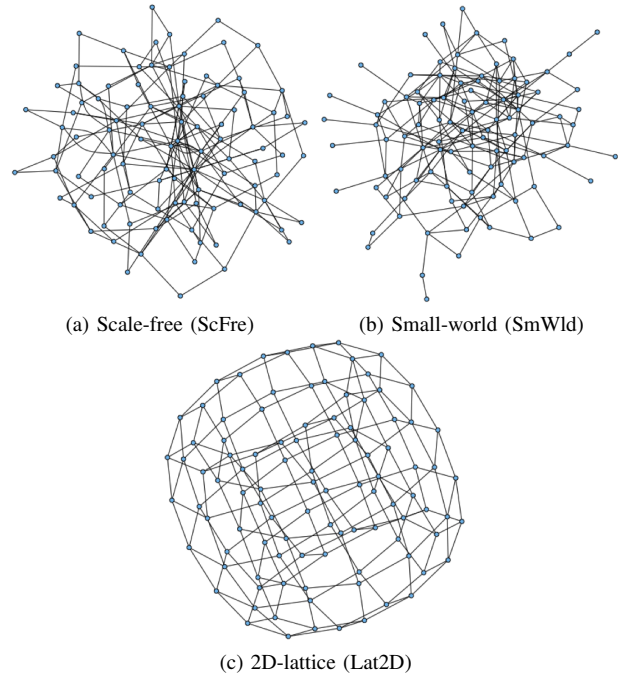 (a) Scale-free (ScFre)
(b) Small-world (SmWld)
(c) 2D-lattice (Lat2D)